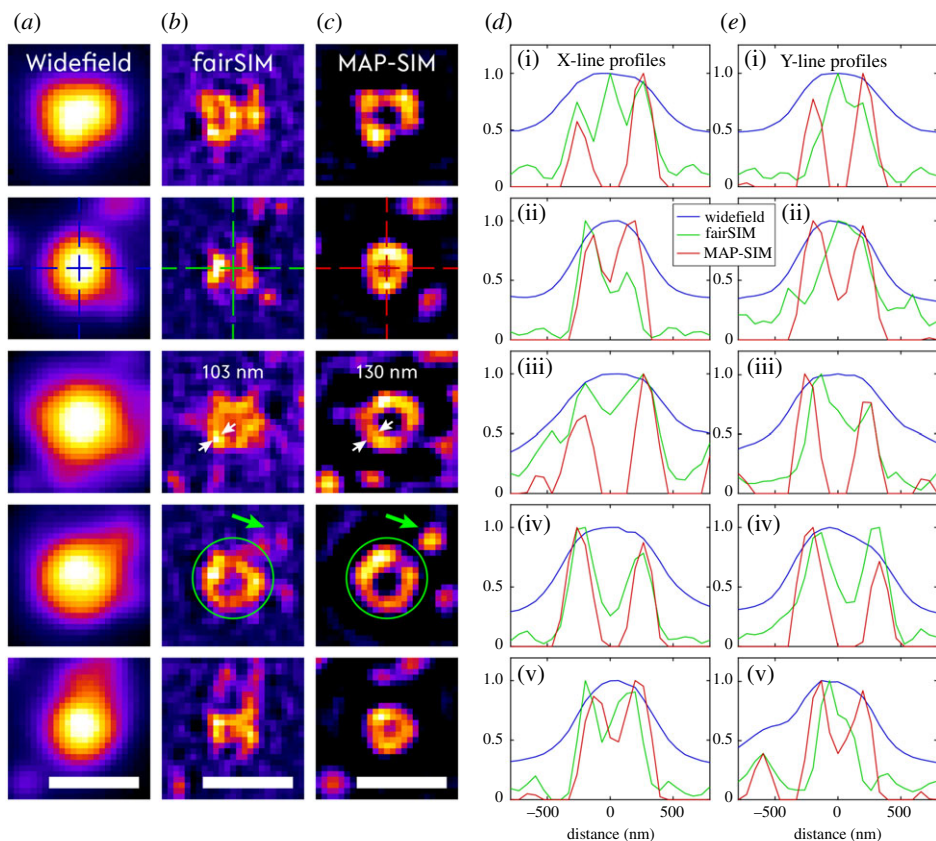 (a) (b) (c) (d) (e)
Widefield fairSIM MAP-SIM
(i) X-line profiles (i) Y-line profiles
1.0 1.0
0.5 0.5
0 0
(ii) (ii)
widefield
fairSIM
MAP-SIM
1.0 1.0
0.5 0.5
0 0
103 nm 130 nm
(iii) (iii)
1.0 1.0
0.5 0.5
0 0
(iv) (iv)
1.0 1.0
0.5 0.5
0 0
(v) (v)
1.0 1.0
0.5 0.5
0 0
−500 0 500 −500 0 500
distance (nm) distance (nm)